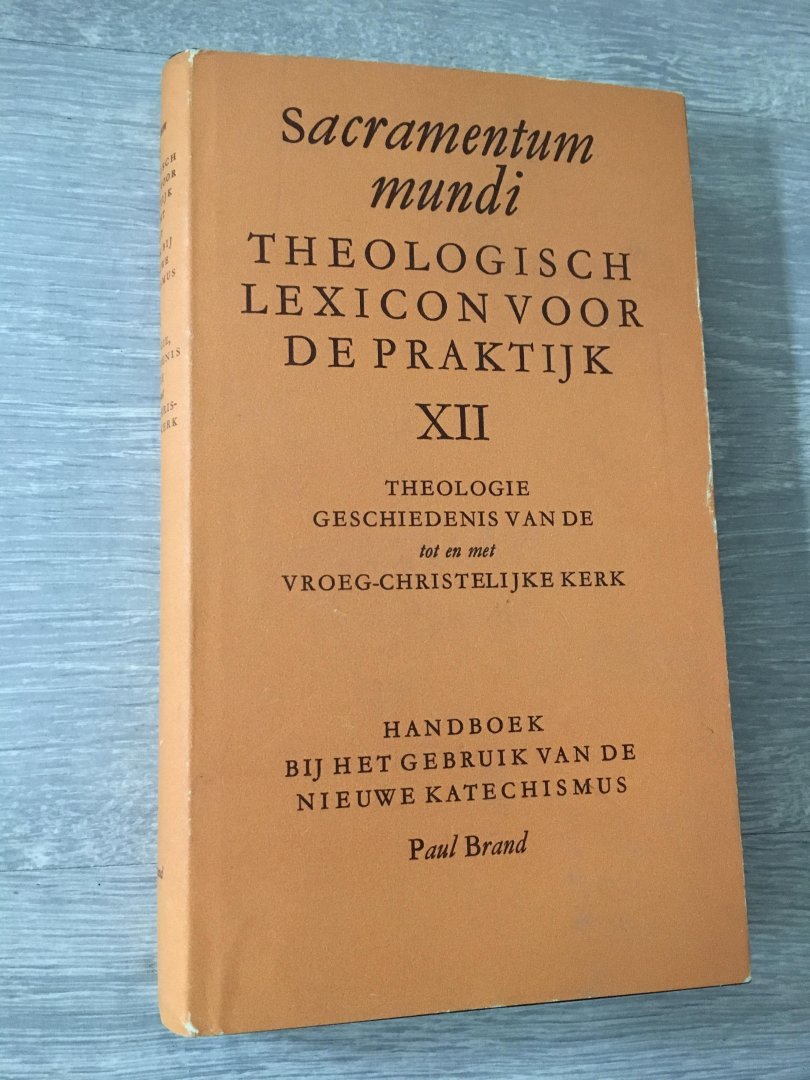 Sacramentum
mundi
THEOLOGISCH
LEXICON VOOR
DE PRAKTIJK
XII
THEOLOGIE
GESCHIEDENIS VAN DE
tot en met
VROEG-CHRISTELIJKE KERK
HANDBOEK
BIJ HET GEBRUIK VAN DE
NIEUWE KATECHISMUS
Paul Brand